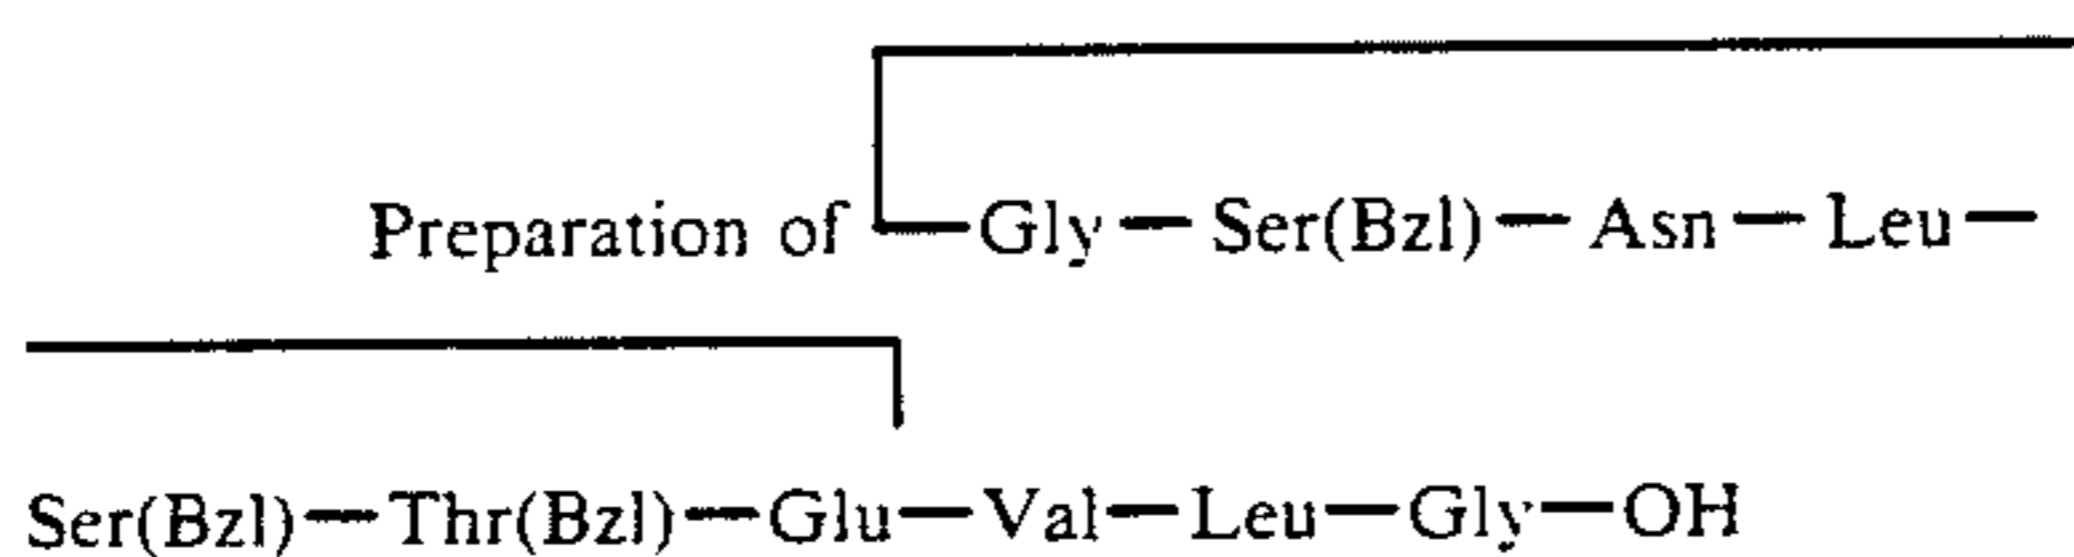 Preparation of Gly — Ser(Bzl) — Asn — Leu —
Ser(Bzl) — Thr(Bzl) — Glu — Val — Leu — Gly — OH